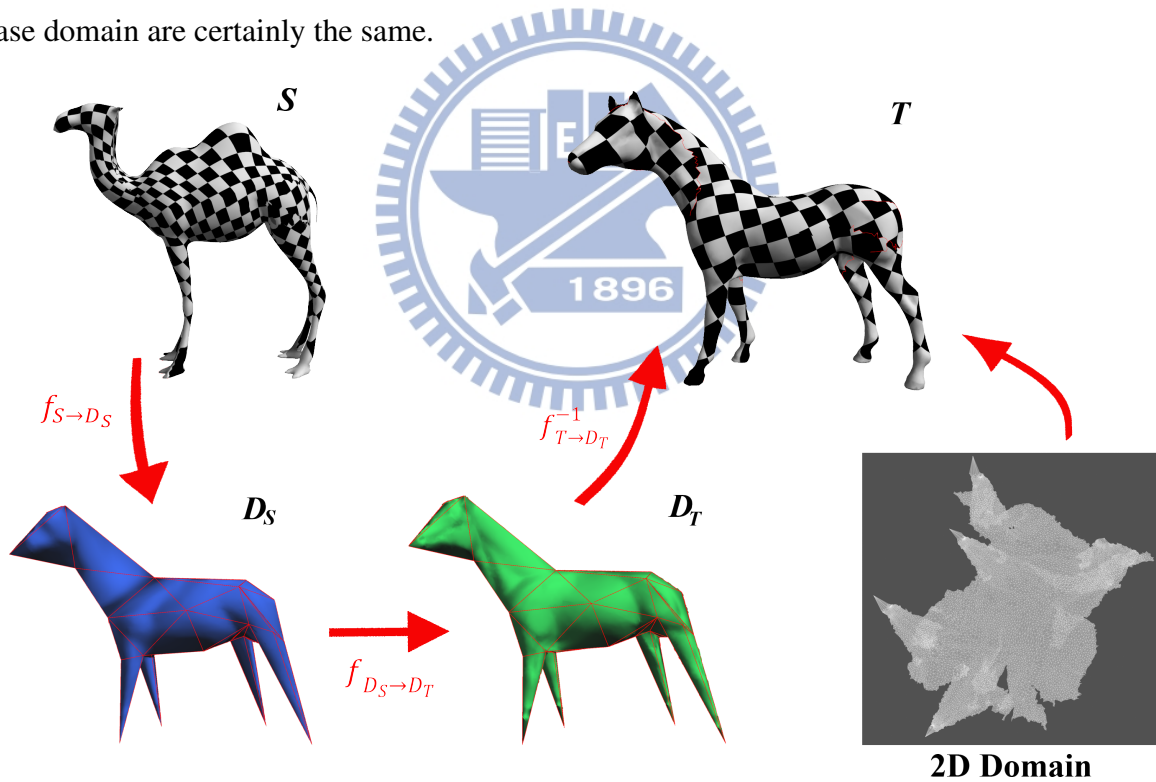 ase domain are certainly the same.
S
T
E
1896
f_{S→D_S}
f^{-1}_{T→D_T}
D_S
D_T
f_{D_S→D_T}
2D Domain